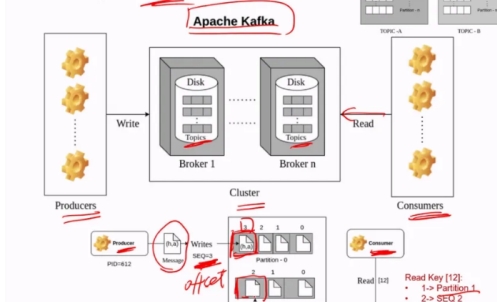 Apache Kafka
Partition - n
Partition - n
TOPIC-A
TOPIC-B
Disk
Disk
Write
Read
Topics
Topics
Broker 1
Broker n
Producers
Cluster
Consumers
3 2 1 0
Producer
(h,a)
Writes
(h,a)
Consumer
PID=612
Message
SEQ=3
Partition - 0
offset
Read [12]
Read Key [12]:
• 1-> Partition 1
• 2-> SEQ 2
2 1 0